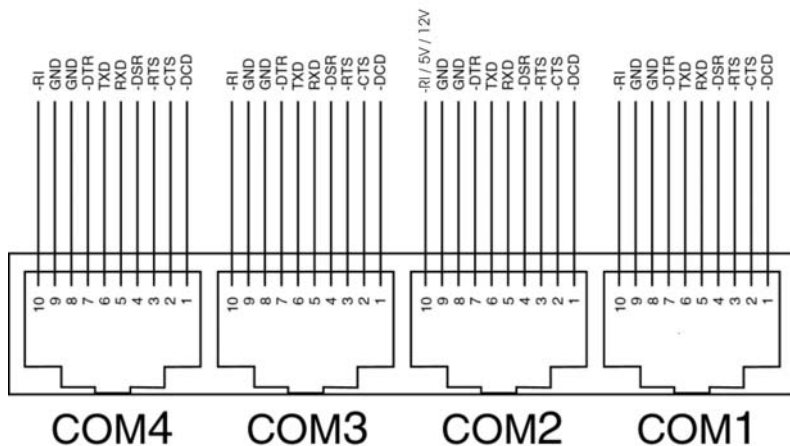 -RI GND GND -DTR TXD RXD -DSR -RTS -CTS -DCD
-RI GND GND -DTR TXD RXD -DSR -RTS -CTS -DCD
-RI / 5V / 12V GND GND -DTR TXD RXD -DSR -RTS -CTS -DCD
-RI GND GND -DTR TXD RXD -DSR -RTS -CTS -DCD
10 9 8 7 6 5 4 3 2 1
10 9 8 7 6 5 4 3 2 1
10 9 8 7 6 5 4 3 2 1
10 9 8 7 6 5 4 3 2 1
COM4 COM3 COM2 COM1